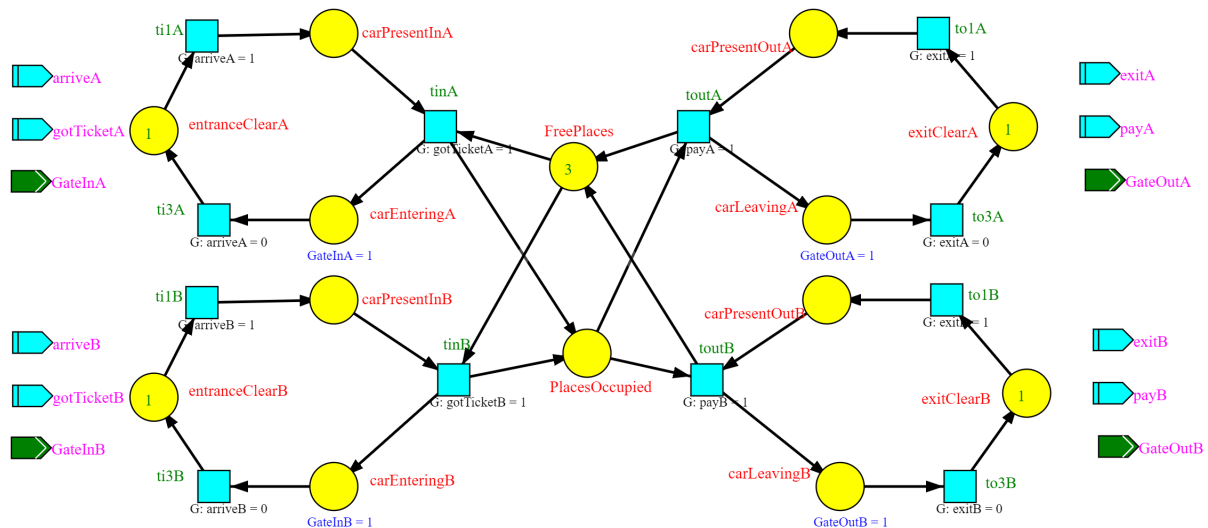 ti1A
G: arriveA = 1
carPresentInA
carPresentOutA
to1A
G: exitA = 1
arriveA
exitA
tinA
toutA
gotTicketA
1
entranceClearA
G: gotTicketA = 1
FreePlaces
3
G: payA = 1
exitClearA
1
payA
GateInA
GateOutA
ti3A
G: arriveA = 0
carEnteringA
GateInA = 1
carLeavingA
GateOutA = 1
to3A
G: exitA = 0
ti1B
G: arriveB = 1
carPresentInB
carPresentOutB
to1B
= 1
arriveB
exitB
tinB
toutB
gotTicketB
1
entranceClearB
G: gotTicketB = 1
PlacesOccupied
G: payB = 1
exitClearB
1
payB
GateInB
GateOutB
ti3B
G: arriveB = 0
carEnteringB
GateInB = 1
carLeavingB
GateOutB = 1
to3B
G: exitB = 0